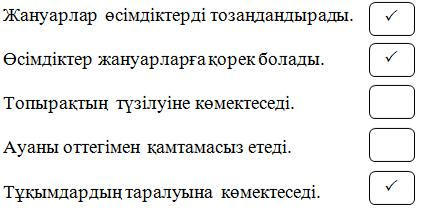 Жануарлар өсімдіктерді тозаңдандырады. ✓
Өсімдіктер жануарларға қорек болады. ✓
Топырақтың түзілуіне көмектеседі.
Ауаны оттегімен қамтамасыз етеді.
Тұқымдардың таралуына көмектеседі. ✓